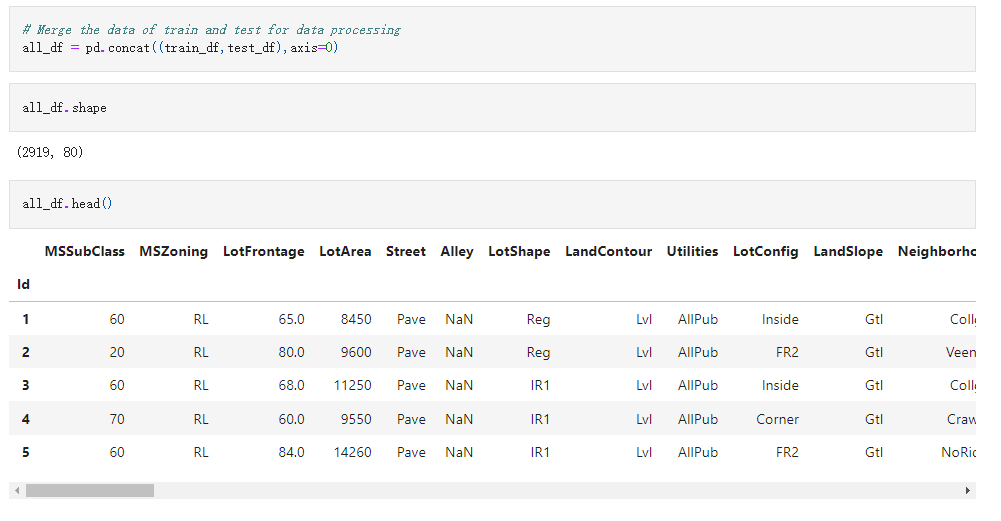 # Merge the data of train and test for data processing
all_df = pd.concat((train_df,test_df),axis=0)
all_df.shape
(2919, 80)
all_df.head()
MSSubClass MSZoning LotFrontage LotArea Street Alley LotShape LandContour Utilities LotConfig LandSlope Neighborho
Id
1 60 RL 65.0 8450 Pave NaN Reg Lvl AllPub Inside Gtl Coll
2 20 RL 80.0 9600 Pave NaN Reg Lvl AllPub FR2 Gtl Veen
3 60 RL 68.0 11250 Pave NaN IR1 Lvl AllPub Inside Gtl Coll
4 70 RL 60.0 9550 Pave NaN IR1 Lvl AllPub Corner Gtl Craw
5 60 RL 84.0 14260 Pave NaN IR1 Lvl AllPub FR2 Gtl NoRi